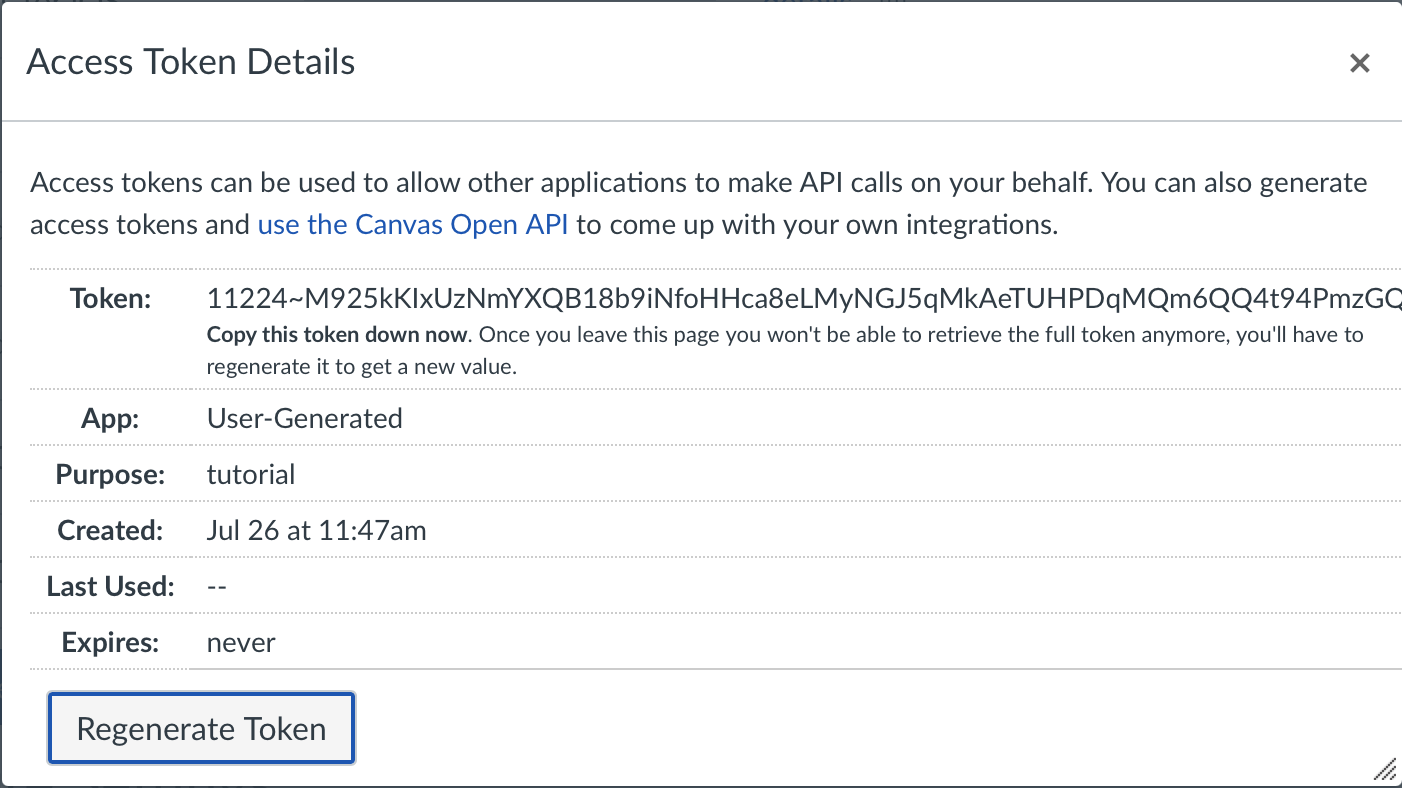 Access Token Details
×
Access tokens can be used to allow other applications to make API calls on your behalf. You can also generate
access tokens and use the Canvas Open API to come up with your own integrations.
Token: 11224~M925kKIxUzNmYXQB18b9iNfoHHca8eLMyNGJ5qMkAeTUHPDqMQm6QQ4t94PmzGQ
Copy this token down now. Once you leave this page you won't be able to retrieve the full token anymore, you'll have to
regenerate it to get a new value.
App: User-Generated
Purpose: tutorial
Created: Jul 26 at 11:47am
Last Used: --
Expires: never
Regenerate Token